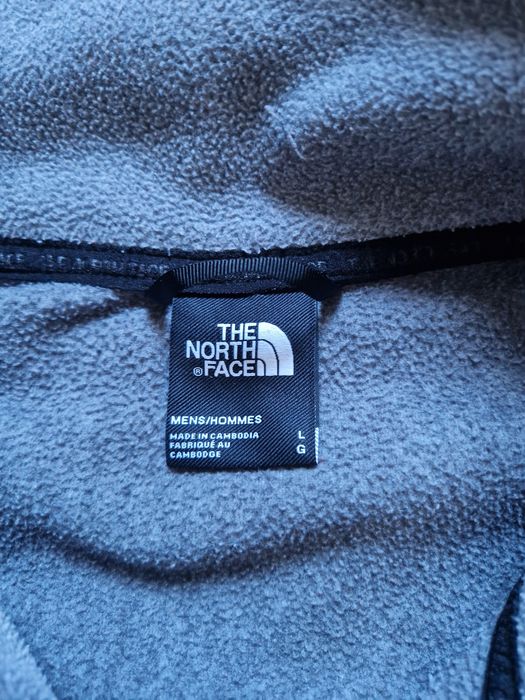 THE
NORTH
®FACE
MENS/HOMMES
MADE IN CAMBODIA
FABRIQUÉ AU
CAMBODGE
L
G